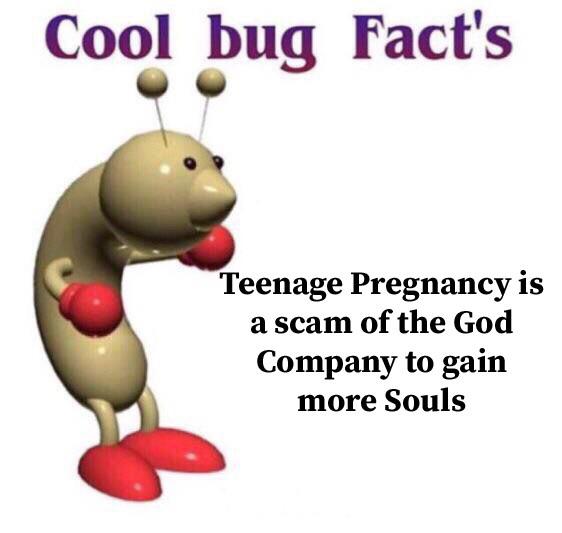 Cool bug Fact's
Teenage Pregnancy is
a scam of the God
Company to gain
more Souls